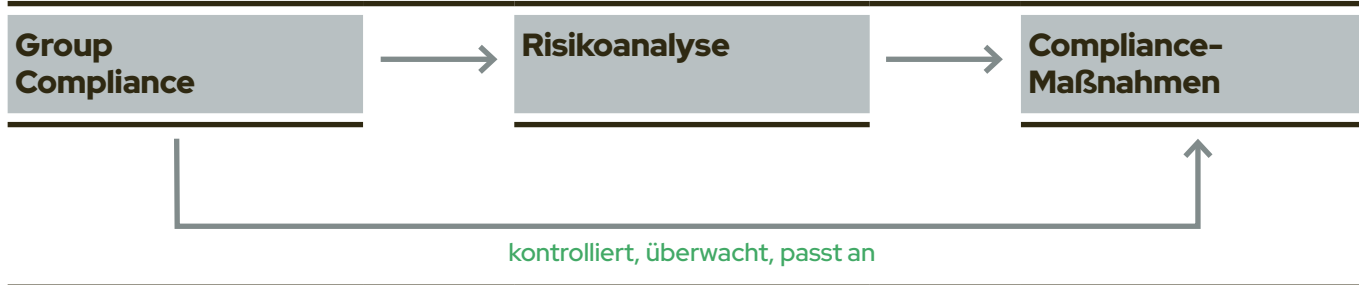 Group
Compliance
Risikoanalyse
Compliance-
Maßnahmen
kontrolliert, überwacht, passt an